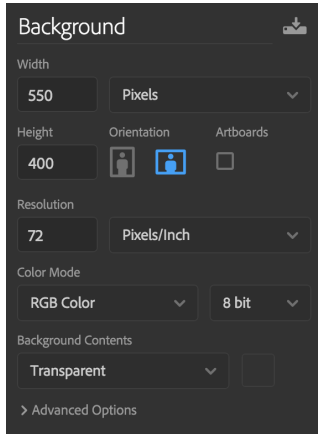 Background
Width
550 Pixels
Height Orientation Artboards
400
Resolution
72 Pixels/Inch
Color Mode
RGB Color 8 bit
Background Contents
Transparent
Advanced Options